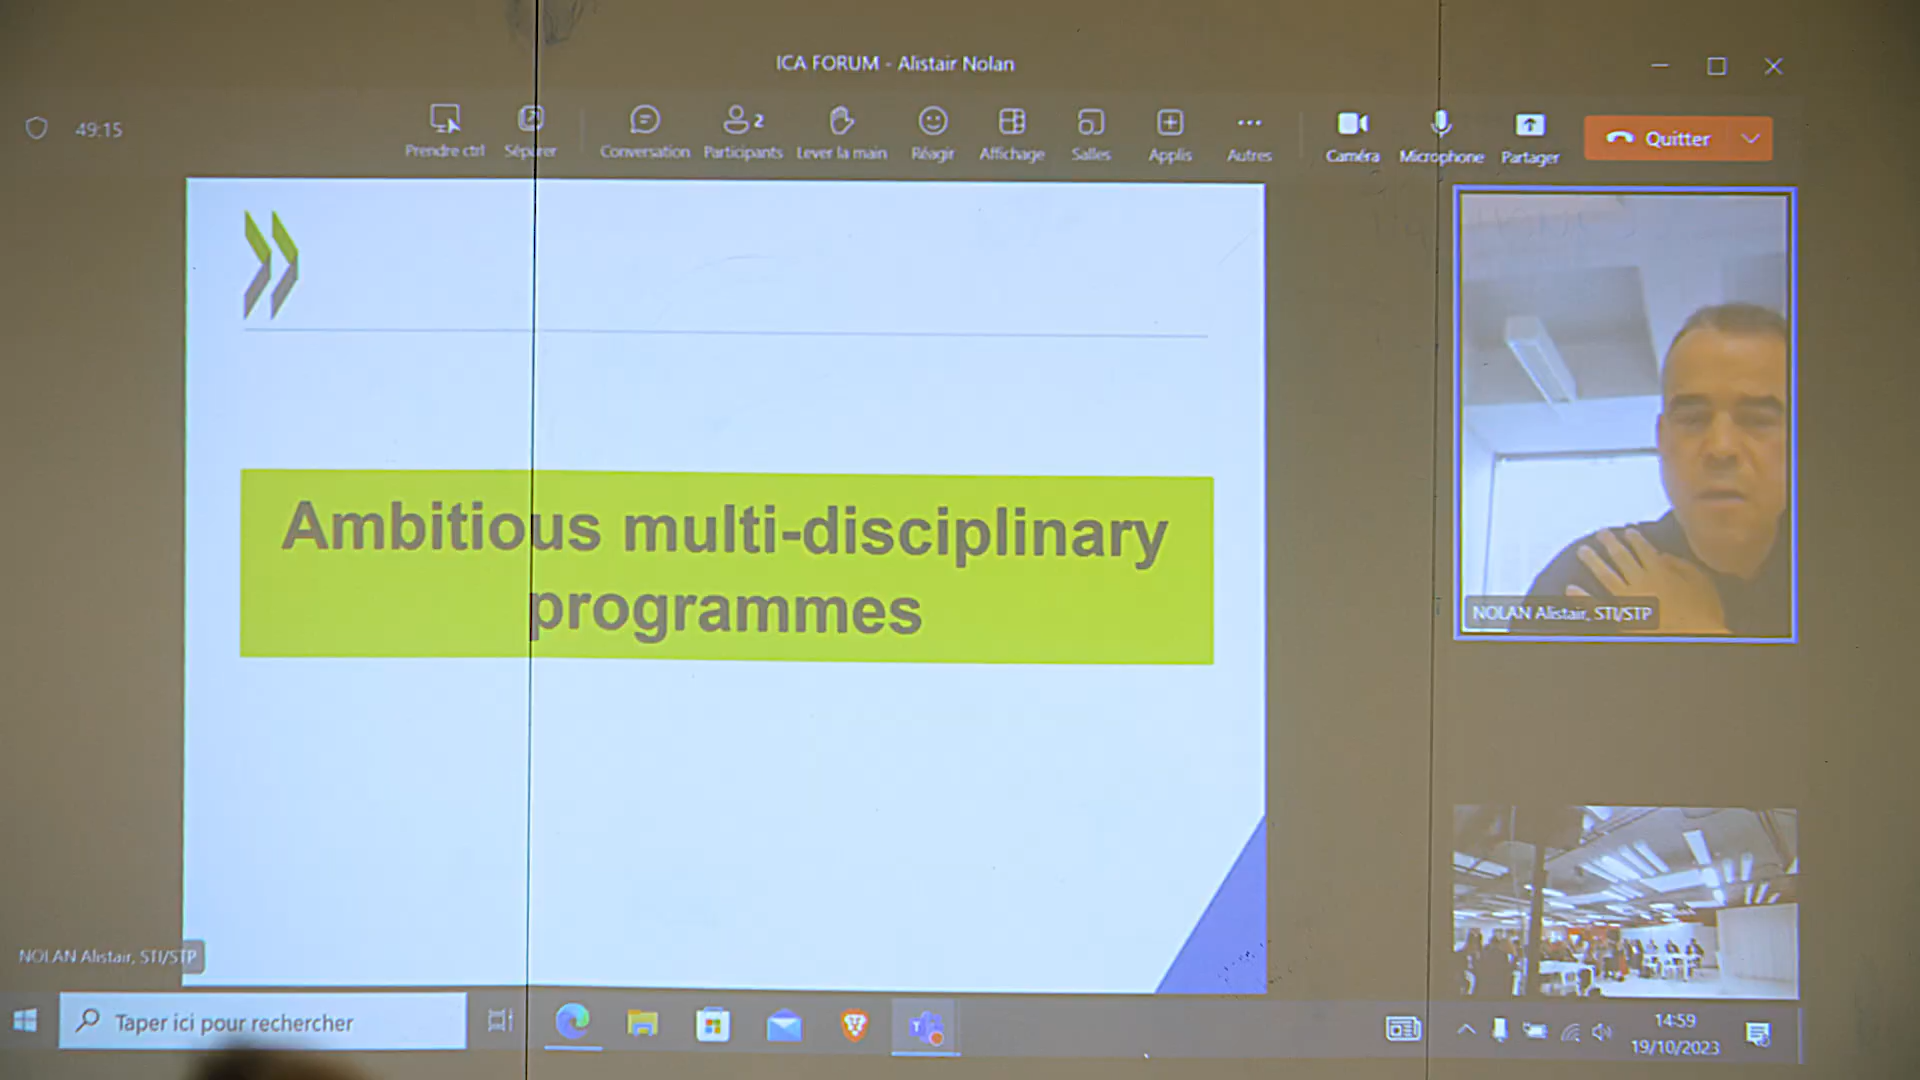 ICA FORUM - Alistair Nolan
49:15
Prendre ctrl
Séparer
Conversation
2
Participants
Lever la main
Réagir
Affichage
Salles
Applis
Autres
Caméra
Microphone
Partager
Quitter
Ambitious multi-disciplinary
programmes
NOLAN Alistair, STI/STP
NOLAN Alistair, STI/STP
Taper ici pour rechercher
14:59
19/10/2023